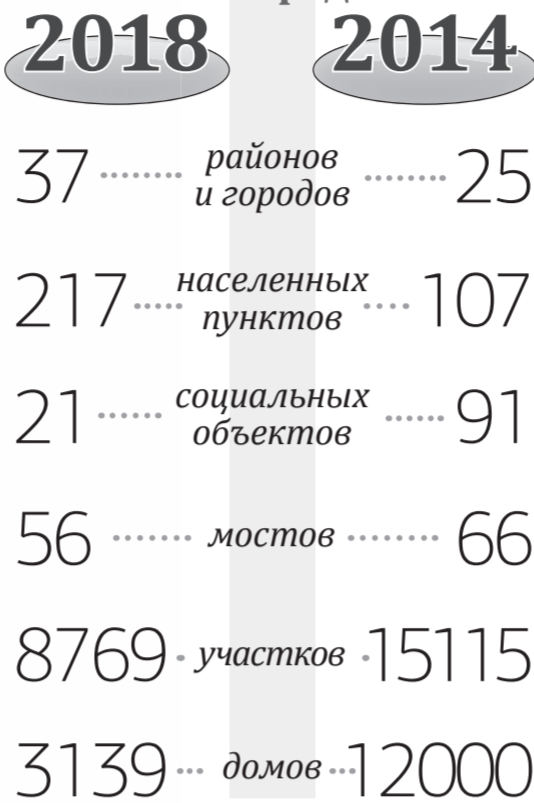 2018 2014
37 районов и городов 25
217 населенных пунктов 107
21 социальных объектов 91
56 мостов 66
8769 участков 15115
3139 домов 12000